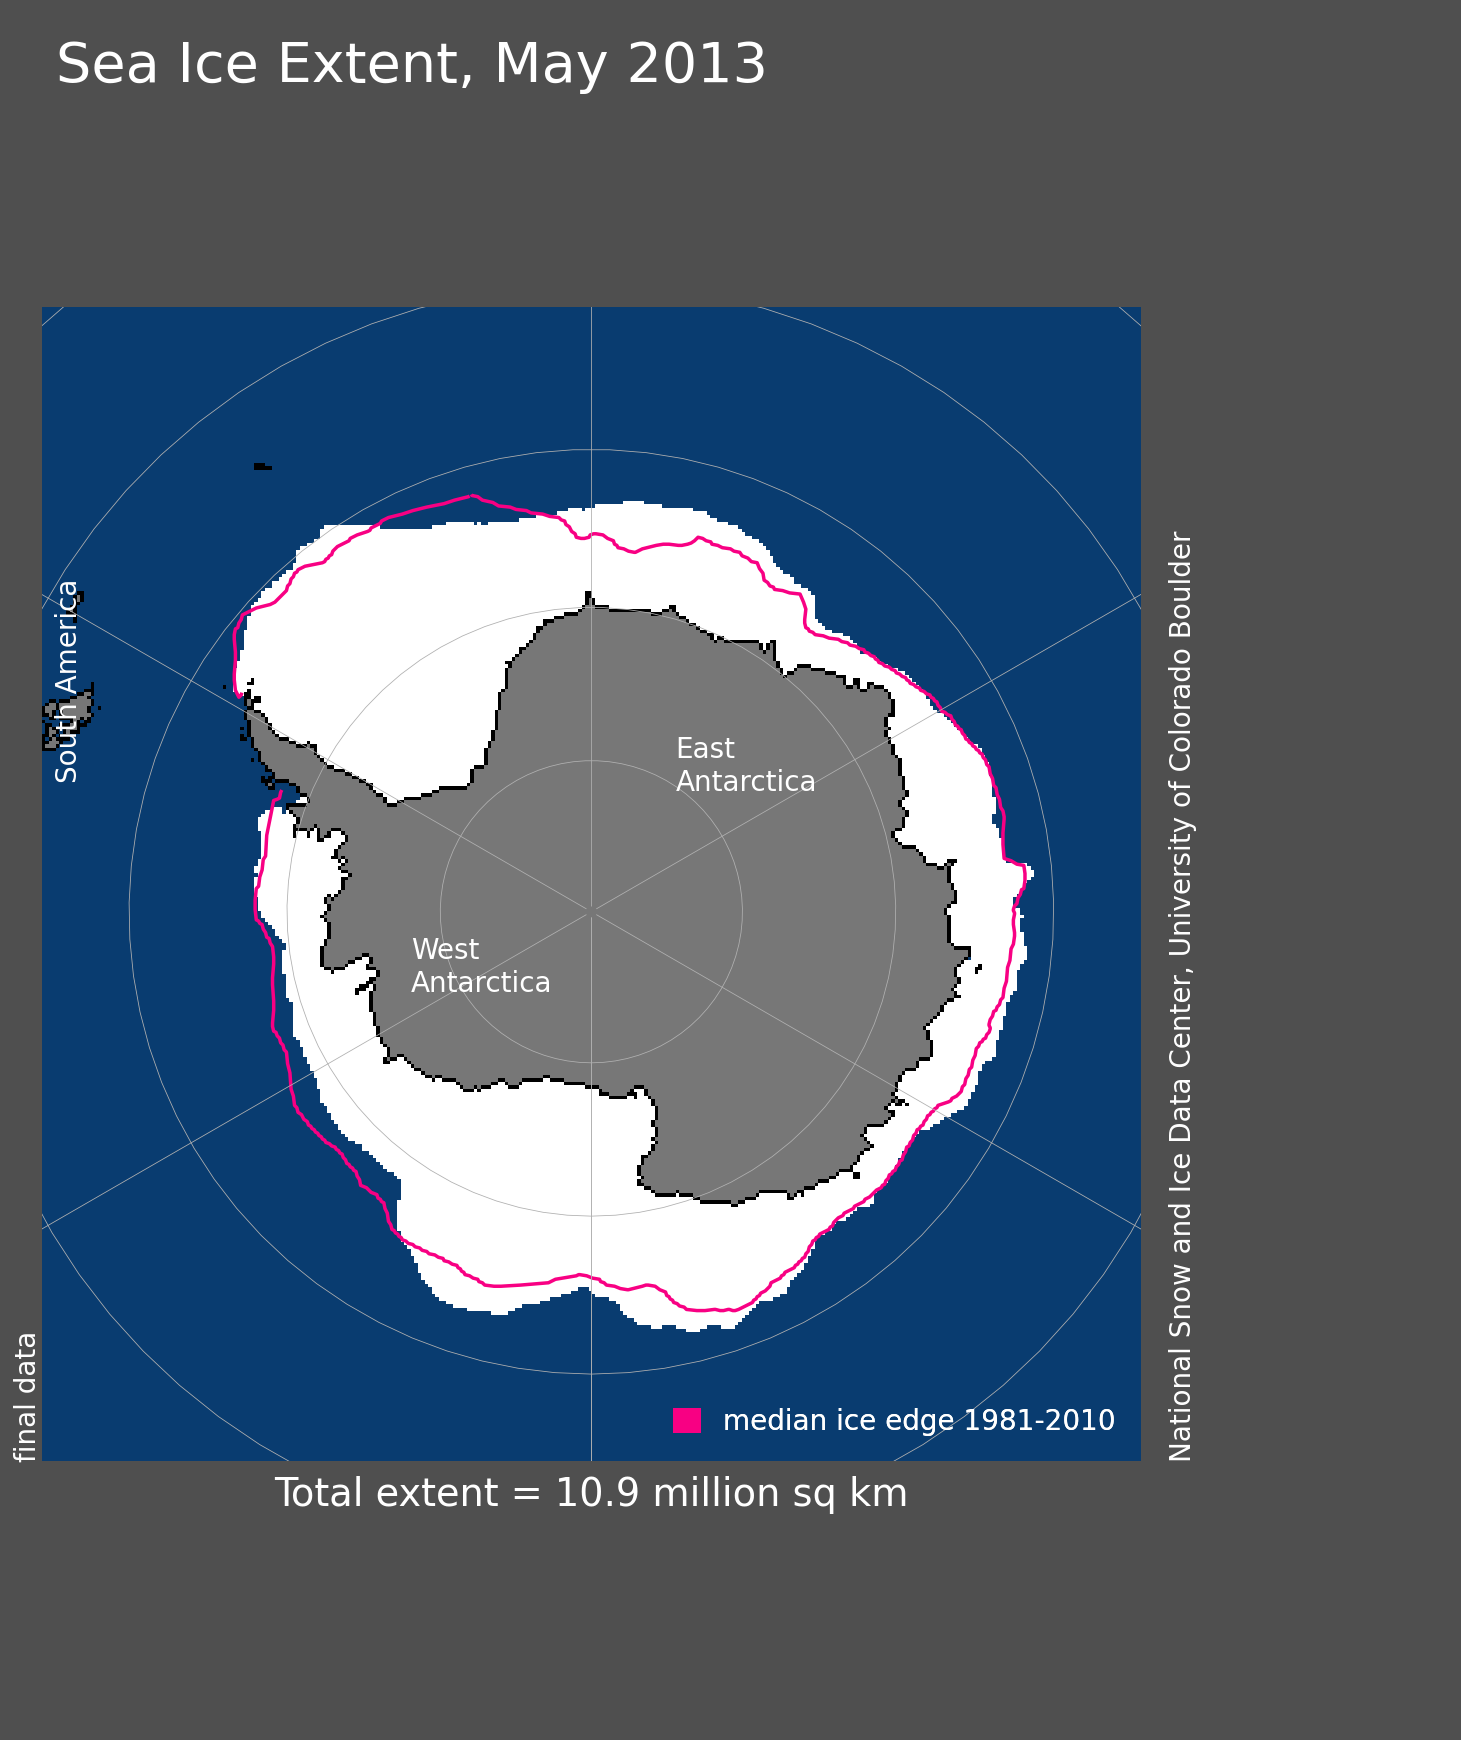 Sea Ice Extent, May 2013
South America
East
Antarctica
West
Antarctica
median ice edge 1981-2010
final data
National Snow and Ice Data Center, University of Colorado Boulder
Total extent = 10.9 million sq km